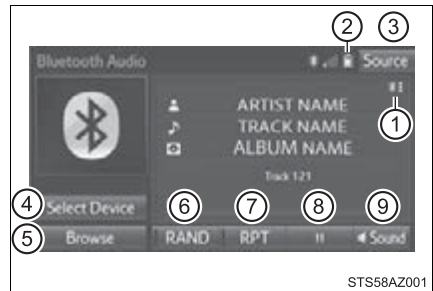 ② ③
Bluetooth Audio Source
①
ARTIST NAME
TRACK NAME
ALBUM NAME
Track 121
④ ⑥ ⑦ ⑧ ⑨
Select Device
⑤ Browse RAND RPT Sound
STS58AZ001